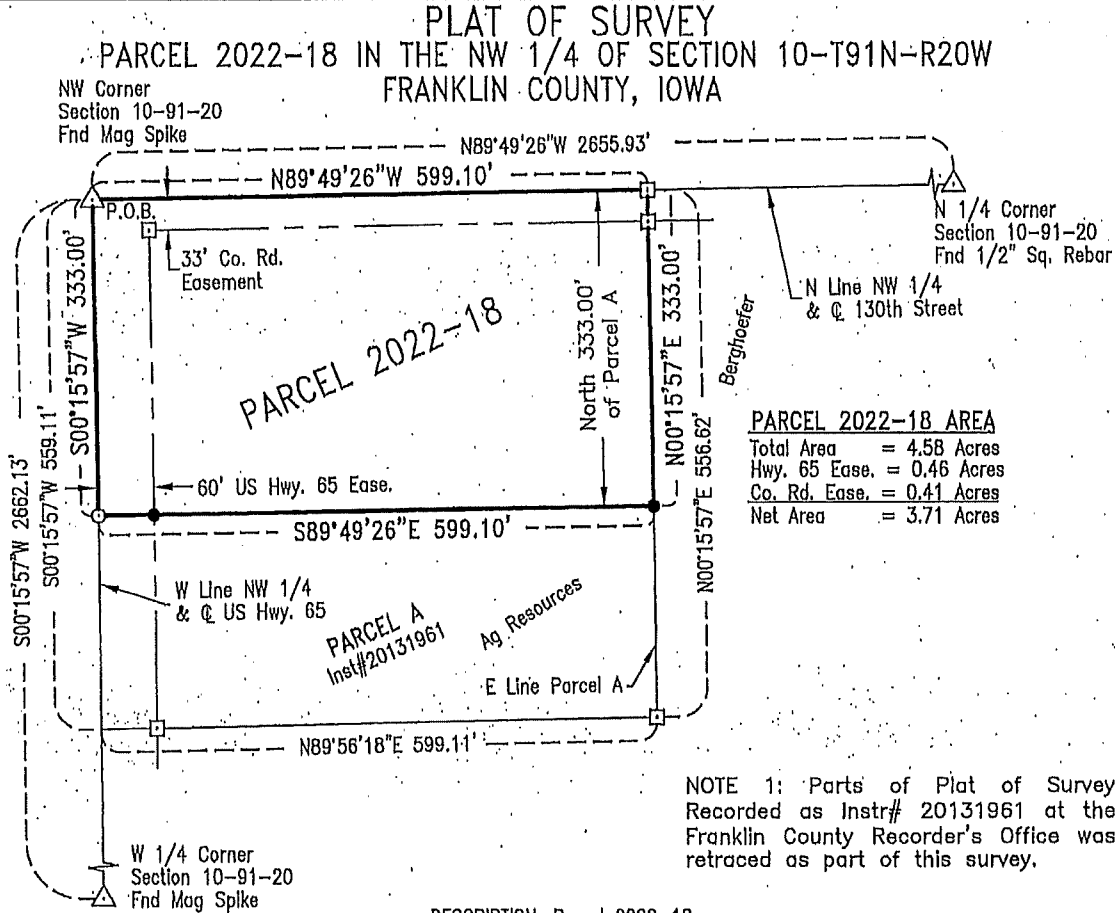 PLAT OF SURVEY
PARCEL 2022-18 IN THE NW 1/4 OF SECTION 10-T91N-R20W
FRANKLIN COUNTY, IOWA
NW Corner
Section 10-91-20
Fnd Mag Spike
N89°49'26"W 2655.93'
N89°49'26"W 599.10'
P.O.B.
N 1/4 Corner
Section 10-91-20
Fnd 1/2" Sq. Rebar
33' Co. Rd.
Easement
N Line NW 1/4
& ℄ 130th Street
S00°15'57"W 333.00'
PARCEL 2022-18
North 333.00'
of Parcel A
N00°15'57"E 333.00'
Berghoefer
S00°15'57"W 2662.13'
S00°15'57"W 559.11'
N00°15'57"E 556.62'
PARCEL 2022-18 AREA
Total Area = 4.58 Acres
Hwy. 65 Ease. = 0.46 Acres
Co. Rd. Ease. = 0.41 Acres
Net Area = 3.71 Acres
60' US Hwy. 65 Ease.
S89°49'26"E 599.10'
W Line NW 1/4
& ℄ US Hwy. 65
PARCEL A
Inst#20131961
Ag Resources
E Line Parcel A
N89°56'18"E 599.11'
NOTE 1: Parts of Plat of Survey
Recorded as Instr# 20131961 at the
Franklin County Recorder's Office was
retraced as part of this survey.
W 1/4 Corner
Section 10-91-20
Fnd Mag Spike